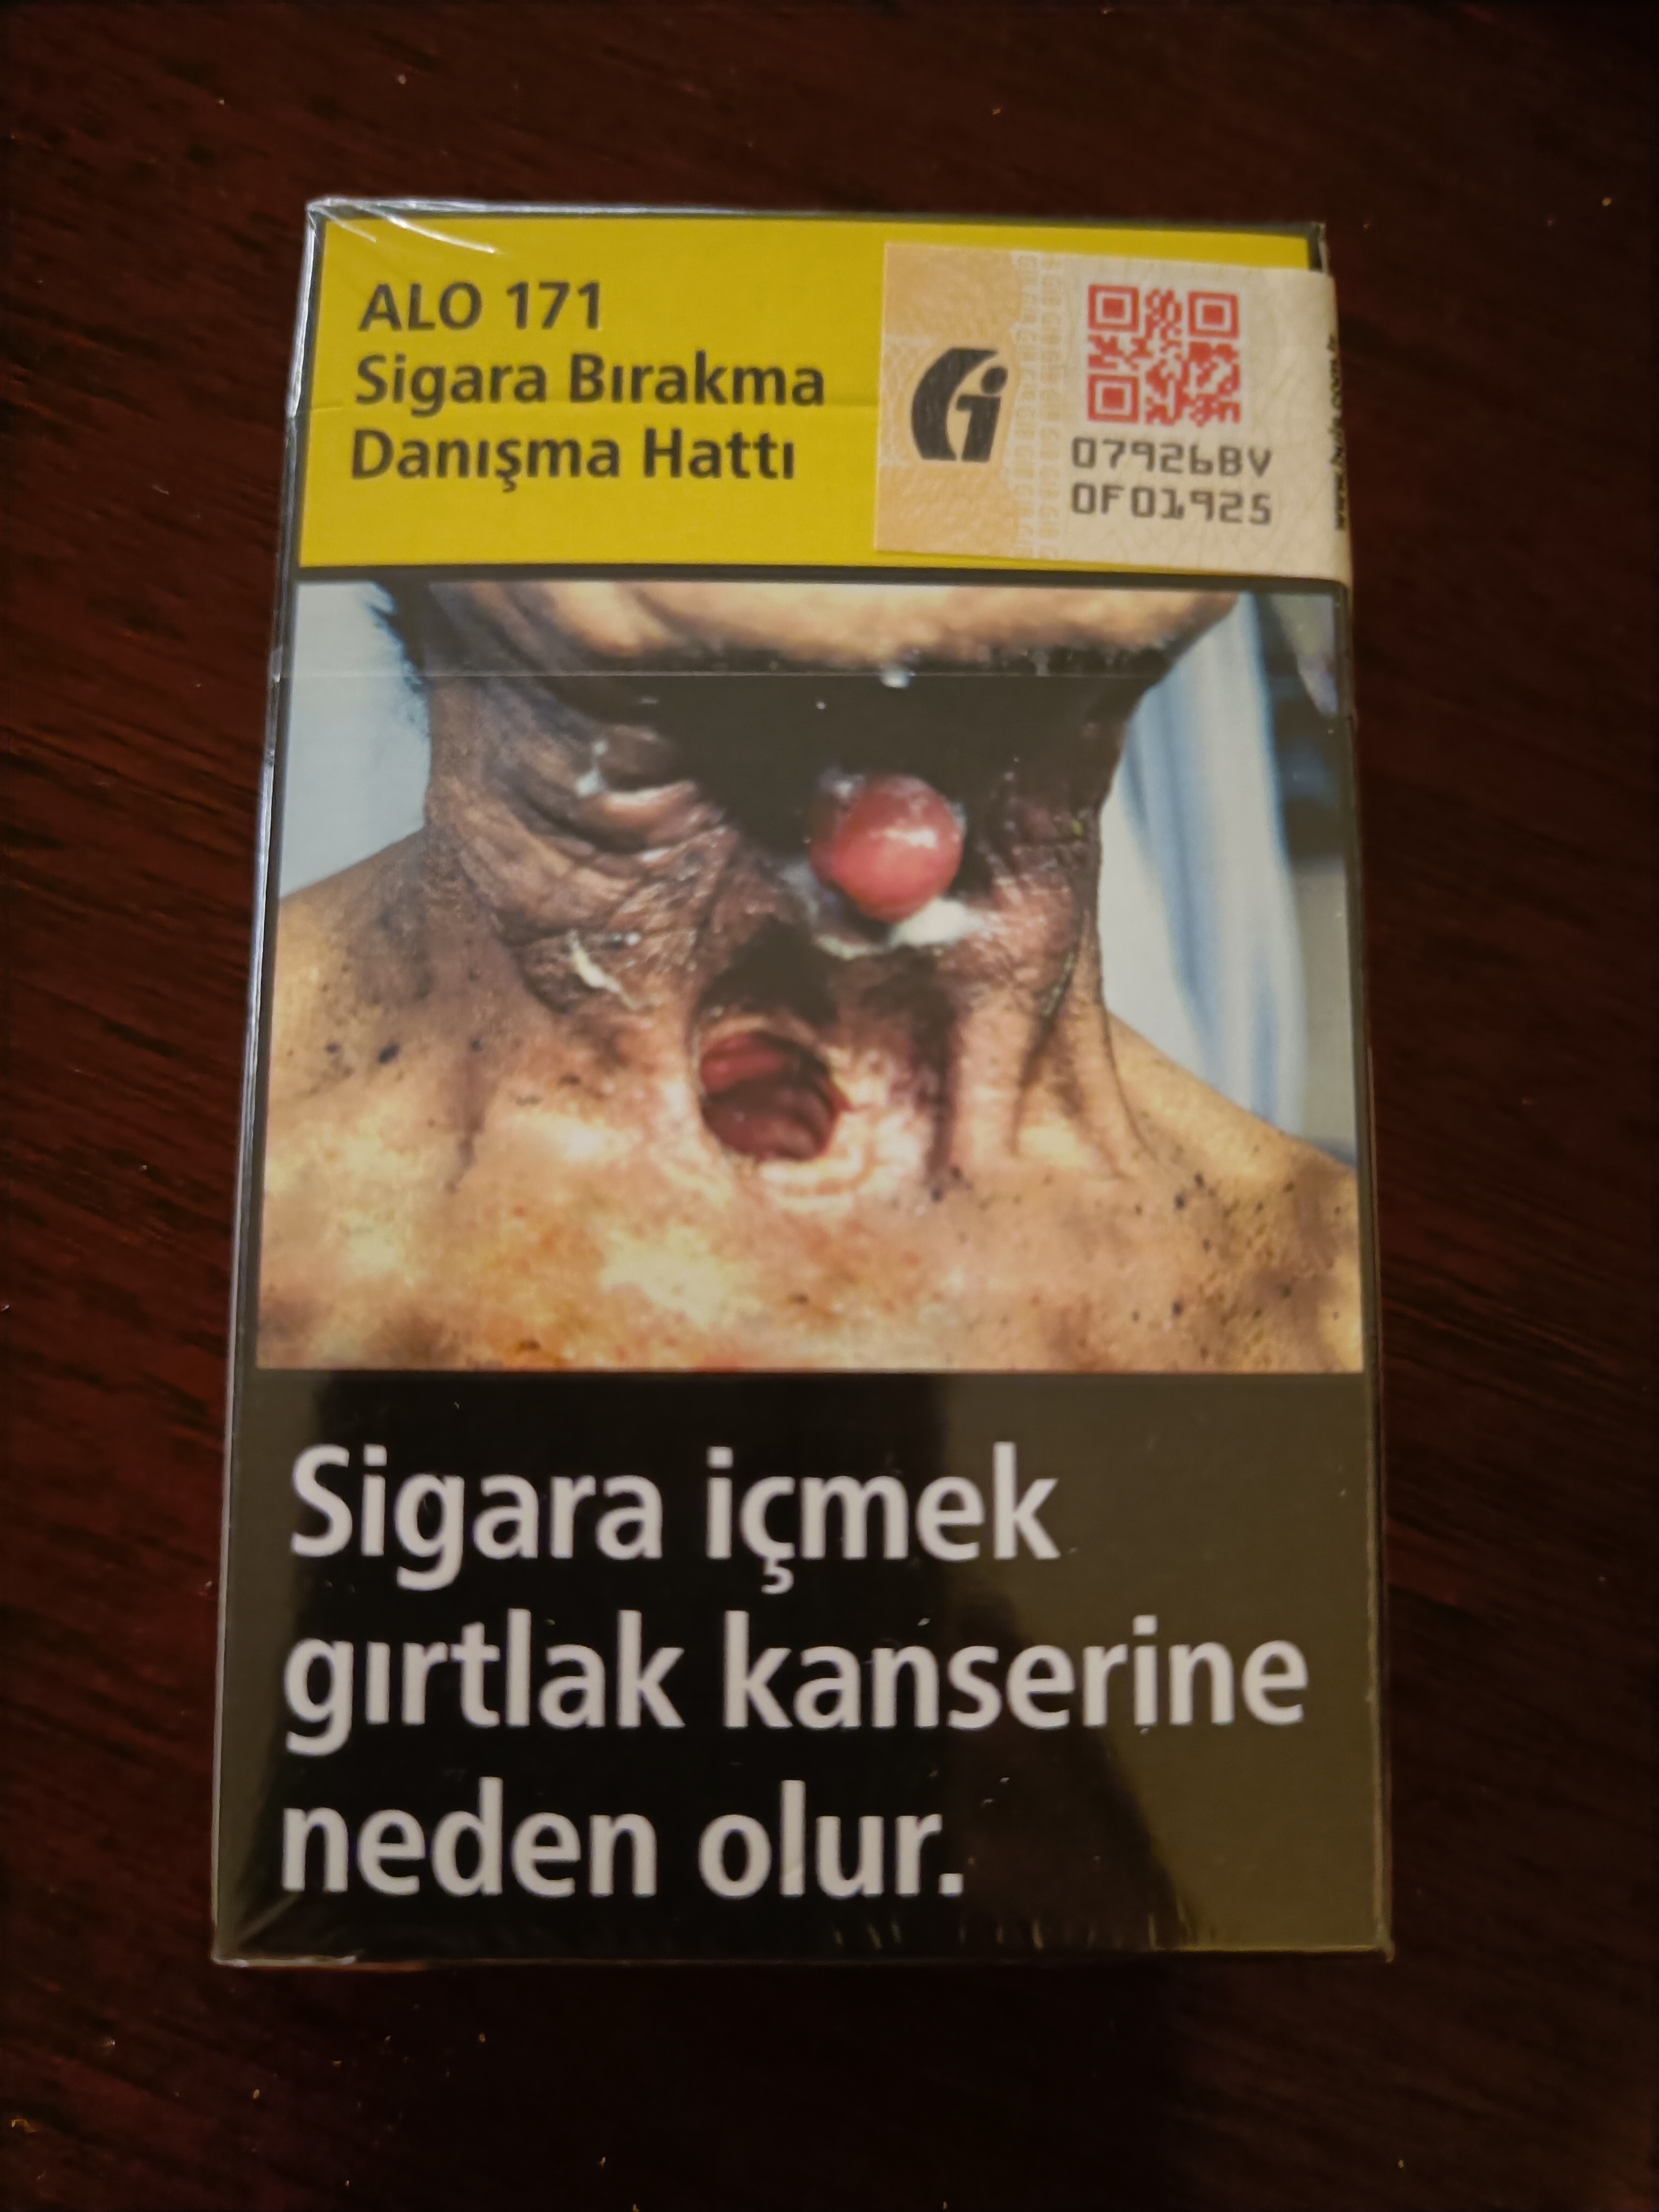 ALO 171
Sigara Bırakma
Danışma Hattı
07926BV
0F01925
Sigara içmek
gırtlak kanserine
neden olur.